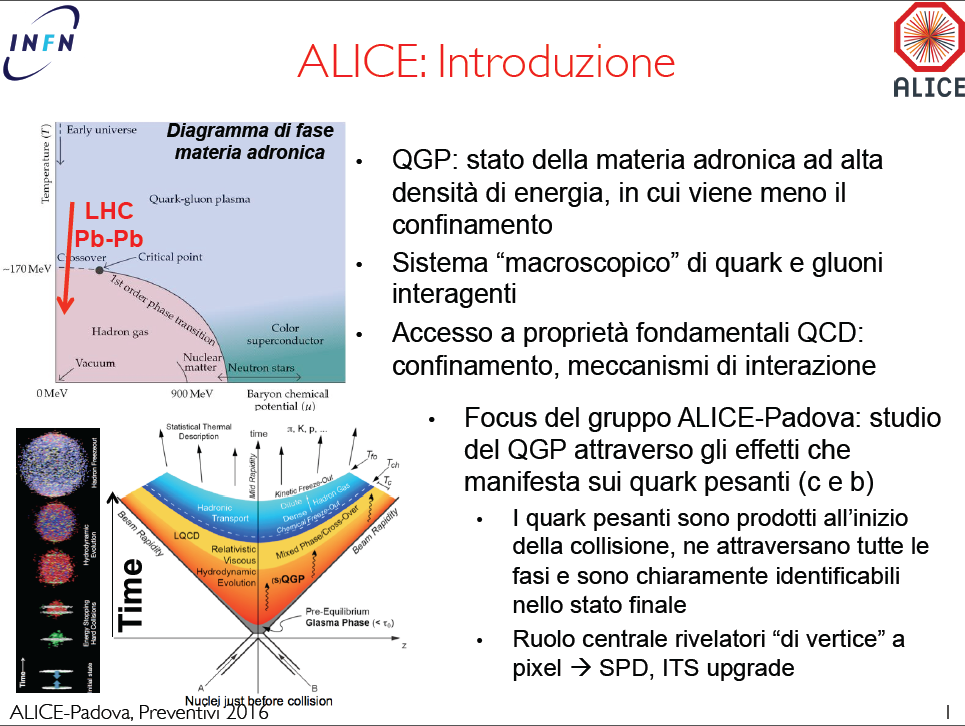 INFN
ALICE: Introduzione
ALICE
Diagramma di fase
materia adronica
Early universe
Temperature (T)
Quark-gluon plasma
LHC
Pb-Pb
Crossover
Critical point
~170 MeV
1st order phase transition
Hadron gas
Color
superconductor
Vacuum
Nuclear
matter
Neutron stars
0 MeV
900 MeV
Baryon chemical
potential (μ)
• QGP: stato della materia adronica ad alta
densità di energia, in cui viene meno il
confinamento
• Sistema “macroscopico” di quark e gluoni
interagenti
• Accesso a proprietà fondamentali QCD:
confinamento, meccanismi di interazione
• Focus del gruppo ALICE-Padova: studio
del QGP attraverso gli effetti che
manifesta sui quark pesanti (c e b)
• I quark pesanti sono prodotti all’inizio
della collisione, ne attraversano tutte le
fasi e sono chiaramente identificabili
nello stato finale
• Ruolo centrale rivelatori “di vertice” a
pixel → SPD, ITS upgrade
Hadron Freezeout
Hydrodynamic
Evolution
Energy Stopping
Hard Collisions
Initial state
Time
Time
Statistical Thermal
Description
time
π, K, p, ...
Mid Rapidity
Tfo
Tch
Tc
Kinetic Freeze-Out
Hadronic
Transport
Dilute
Dense
Hadron Gas
Chemical Freeze-Out
Beam Rapidity
LQCD
Mixed Phase/Cross-Over
Beam Rapidity
Relativistic
Viscous
Hydrodynamic
Evolution
(s)QGP
Pre-Equilibrium
Glasma Phase (< τ₀)
z
A
B
Nuclej just before collision
ALICE-Padova, Preventivi 2016
1